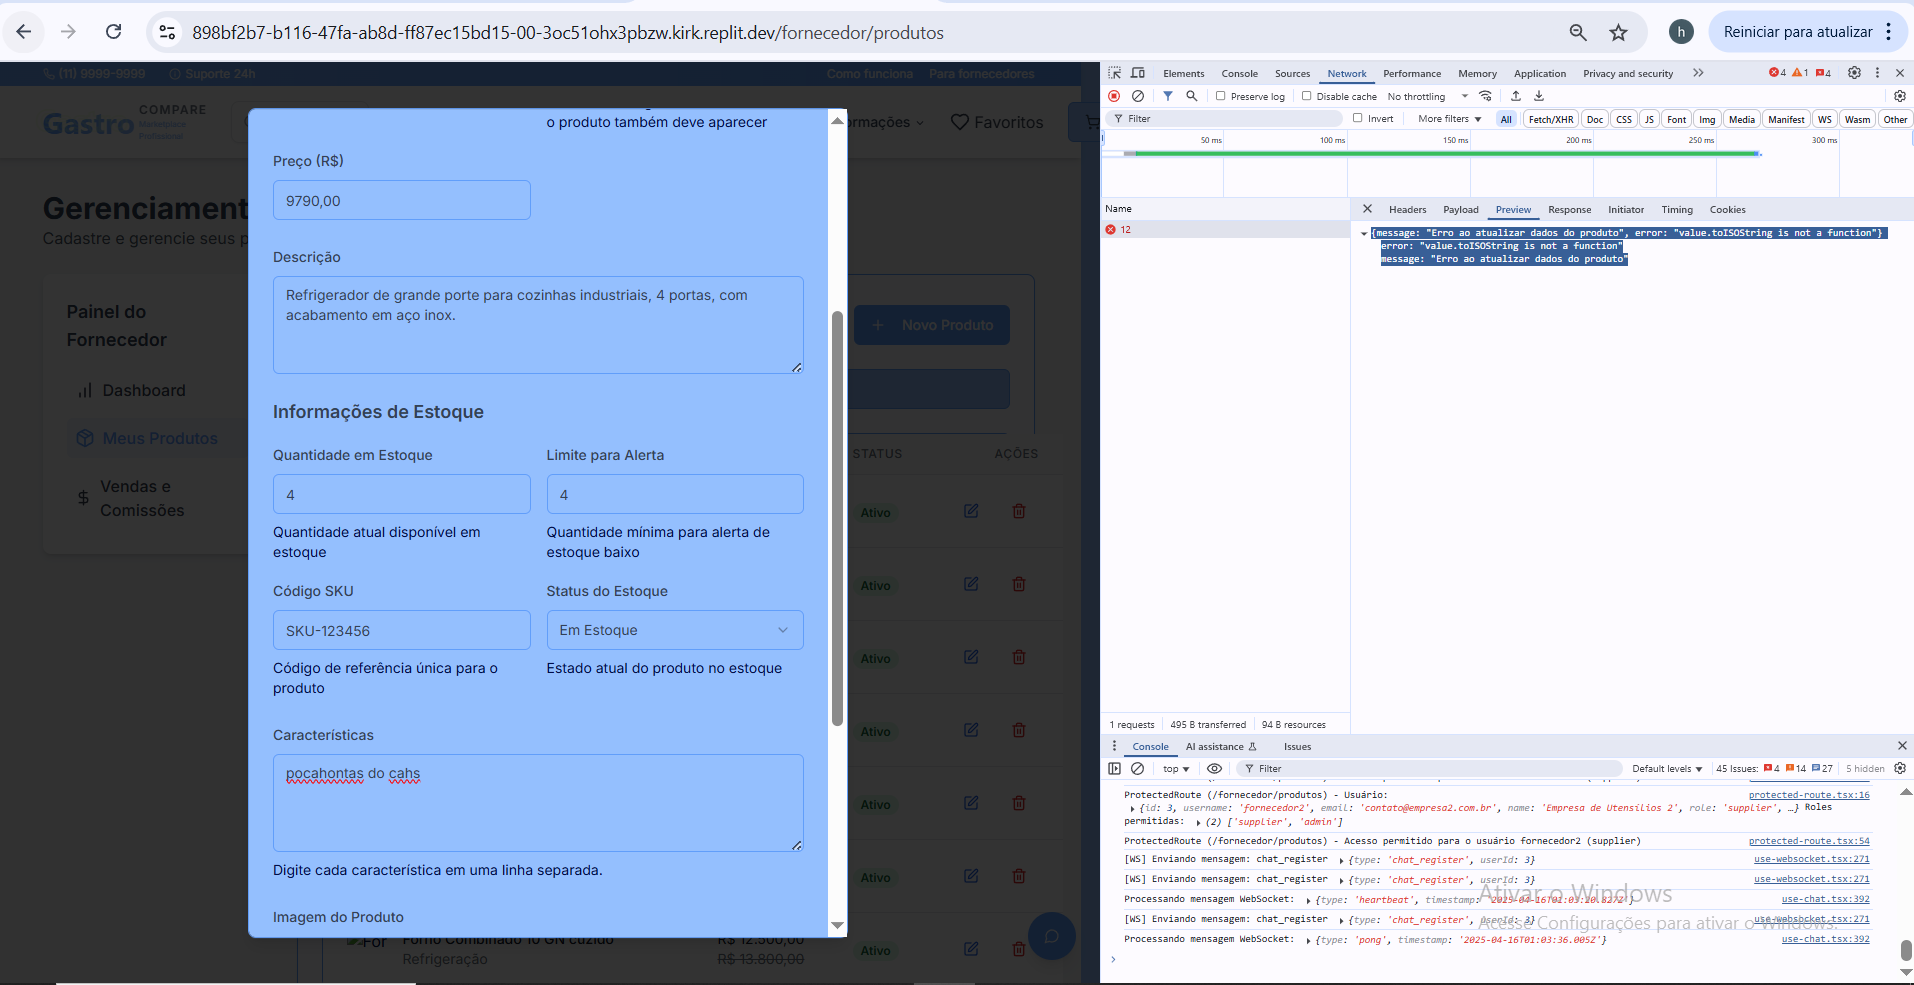 898bf2b7-b116-47fa-ab8d-ff87ec15bd15-00-3oc51ohx3pbzw.kirk.replit.dev/fornecedor/produtos
h
Reiniciar para atualizar
(11) 9999-9999
Suporte 24h
Como funciona
Para fornecedores
Gastro
COMPARE
Marketplace
Profissional
Favoritos
Gerenciament
Cadastre e gerencie seus p
Painel do
Fornecedor
Dashboard
Meus Produtos
Vendas e
Comissões
o produto também deve aparecer
Preço (R$)
9790,00
Descrição
Refrigerador de grande porte para cozinhas industriais, 4 portas, com
acabamento em aço inox.
Informações de Estoque
Quantidade em Estoque
Limite para Alerta
4
4
Quantidade atual disponível em
estoque
Quantidade mínima para alerta de
estoque baixo
Código SKU
Status do Estoque
SKU-123456
Em Estoque
Código de referência única para o
produto
Estado atual do produto no estoque
Características
pocahontas do cahs
Digite cada característica em uma linha separada.
Imagem do Produto
+ Novo Produto
STATUS
AÇÕES
Ativo
Ativo
Ativo
Ativo
Ativo
Ativo
Ativo
For
Forno Combinado 10 GN c/uzido
Refrigeração
R$ 12.500,00
R$ 13.800,00
Elements
Console
Sources
Network
Performance
Memory
Application
Privacy and security
4
1
4
Preserve log
Disable cache
No throttling
Filter
Invert
More filters
All
Fetch/XHR
Doc
CSS
JS
Font
Img
Media
Manifest
WS
Wasm
Other
50 ms
100 ms
150 ms
200 ms
250 ms
300 ms
Name
12
Headers
Payload
Preview
Response
Initiator
Timing
Cookies
{message: "Erro ao atualizar dados do produto", error: "value.toISOString is not a function"}
error: "value.toISOString is not a function"
message: "Erro ao atualizar dados do produto"
1 requests
495 B transferred
94 B resources
Console
AI assistance
Issues
top
Filter
Default levels
45 Issues: 4 14 27
5 hidden
ProtectedRoute (/fornecedor/produtos) - Usuário:
protected-route.tsx:16
{id: 3, username: 'fornecedor2', email: 'contato@empresa2.com.br', name: 'Empresa de Utensílios 2', role: 'supplier', …} Roles
permitidas: (2) ['supplier', 'admin']
ProtectedRoute (/fornecedor/produtos) - Acesso permitido para o usuário fornecedor2 (supplier)
protected-route.tsx:54
[WS] Enviando mensagem: chat_register {type: 'chat_register', userId: 3}
use-websocket.tsx:271
[WS] Enviando mensagem: chat_register {type: 'chat_register', userId: 3}
use-websocket.tsx:271
Processando mensagem WebSocket: {type: 'heartbeat', timestamp: '2025-04-16T01:03:10.827Z'}
use-chat.tsx:392
[WS] Enviando mensagem: chat_register {type: 'chat_register', userId: 3}
use-websocket.tsx:271
Processando mensagem WebSocket: {type: 'pong', timestamp: '2025-04-16T01:03:36.005Z'}
use-chat.tsx:392
Ativar o Windows
Acesse Configurações para ativar o Windows.